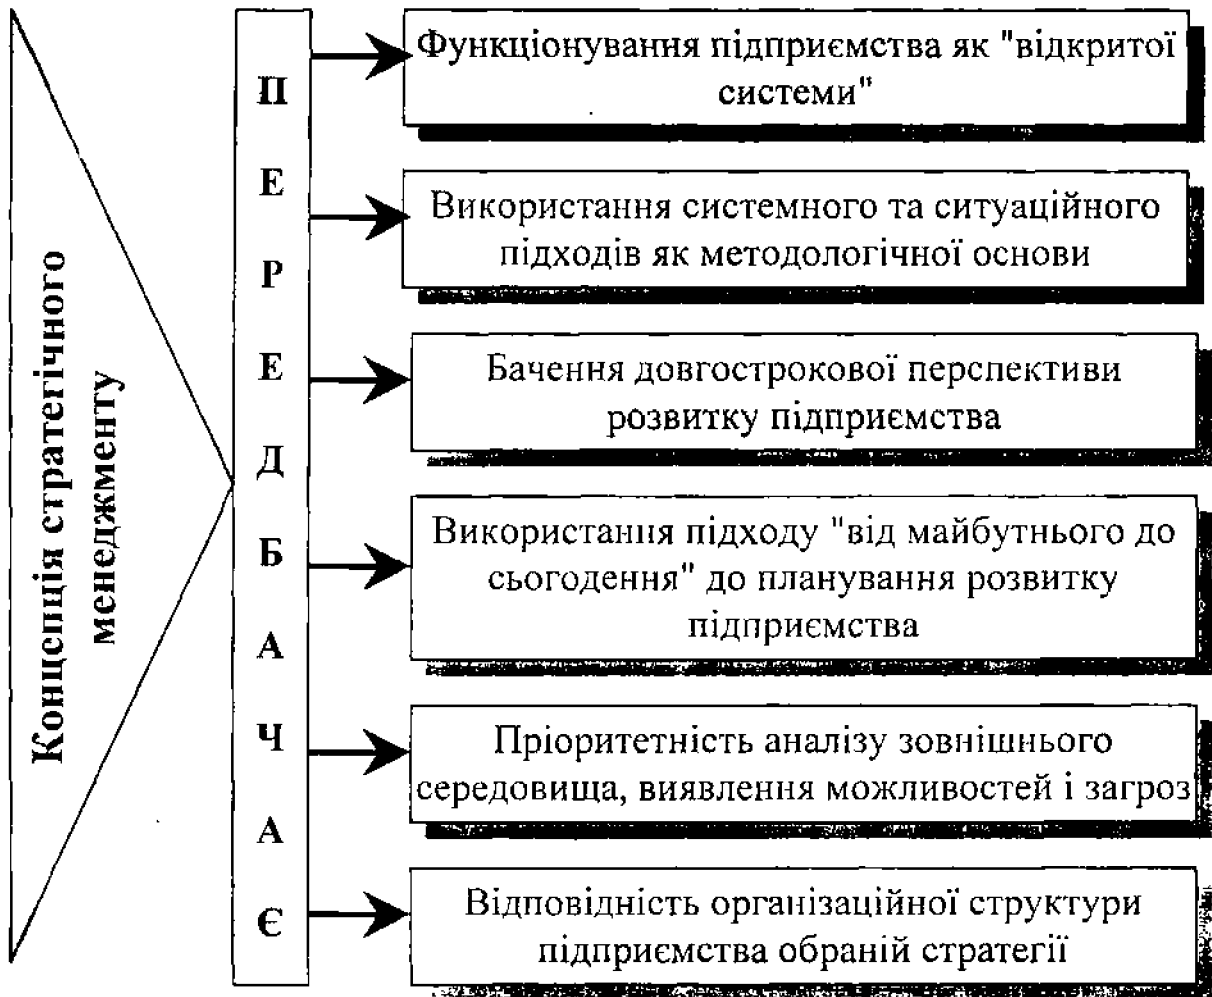 Концепція стратегічного
менеджменту
ПЕРЕДБАЧАЄ
Функціонування підприємства як "відкритої
системи"
Використання системного та ситуаційного
підходів як методологічної основи
Бачення довгострокової перспективи
розвитку підприємства
Використання підходу "від майбутнього до
сьогодення" до планування розвитку
підприємства
Пріоритетність аналізу зовнішнього
середовища, виявлення можливостей і загроз
Відповідність організаційної структури
підприємства обраній стратегії